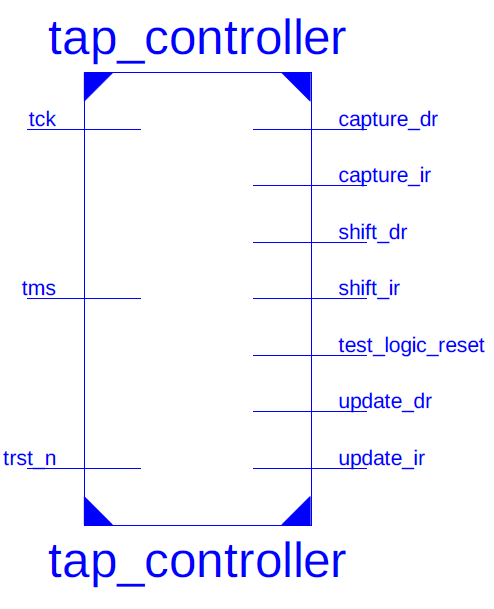 tap_controller
tck
capture_dr
capture_ir
shift_dr
tms
shift_ir
test_logic_reset
update_dr
trst_n
update_ir
tap_controller